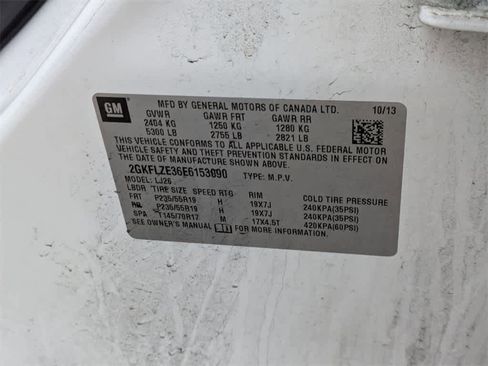 GM
MFD BY GENERAL MOTORS OF CANADA LTD. 10/13
GVWR GAWR FRT GAWR RR
2404 KG 1250 KG 1280 KG
5300 LB 2755 LB 2821 LB
THIS VEHICLE CONFORMS TO ALL APPLICABLE U.S. FEDERAL MOTOR
VEHICLE SAFETY AND THEFT PREVENTION STANDARDS IN EFFECT ON
THE DATE OF MANUFACTURE SHOWN ABOVE.
2GKFLZE36E6153090 TYPE: M.P.V.
MODEL: LJ26
TIRE SIZE SPEED RTG RIM COLD TIRE PRESSURE
FRT P235/55R19 H 19X7J 240KPA(35PSI)
P235/55R19 H 19X7J 240KPA(35PSI)
SPA T145/70R17 M 17X4.5T 420KPA(60PSI)
SEE OWNER'S MANUAL FOR MORE INFORMATION.